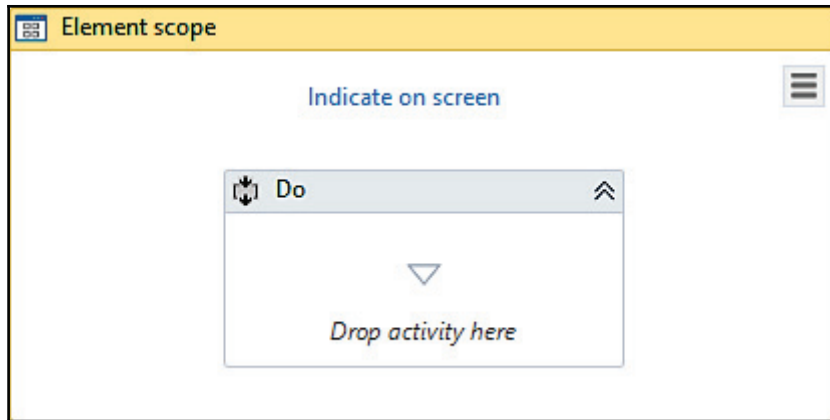 Element scope
Indicate on screen
Do
Drop activity here